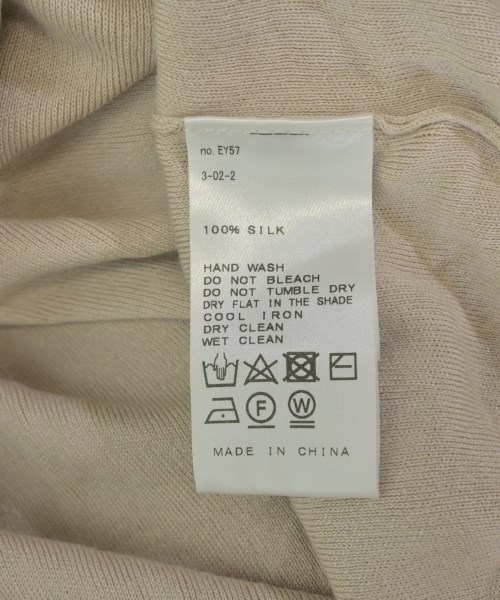 no. EY57
3-02-2
100% SILK
HAND WASH
DO NOT BLEACH
DO NOT TUMBLE DRY
DRY FLAT IN THE SHADE
COOL IRON
DRY CLEAN
WET CLEAN
F W
MADE IN CHINA